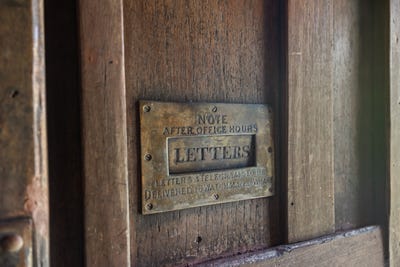 NOTE
AFTER OFFICE HOURS
LETTERS
LETTERS & TELEGRAMS TO BE
DELIVERED